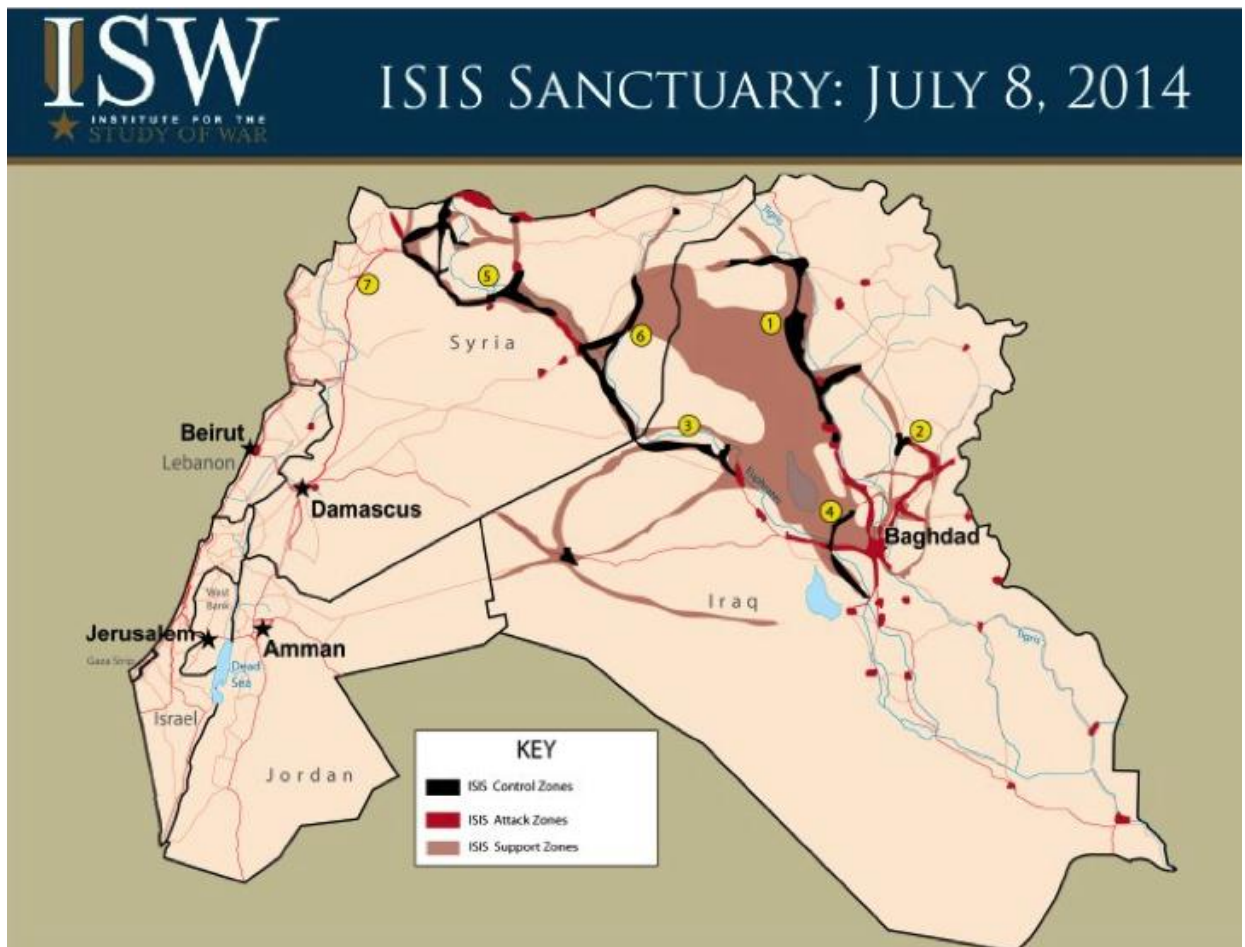 ISW
INSTITUTE FOR THE
STUDY OF WAR
ISIS SANCTUARY: JULY 8, 2014
Tigris
1
5
7
6
Syria
2
3
Beirut
Lebanon
Euphrates
Damascus
4
Baghdad
West
Bank
Iraq
Jerusalem
Amman
Tigris
Gaza Strip
Dead
Sea
Israel
Jordan
KEY
ISIS Control Zones
ISIS Attack Zones
ISIS Support Zones